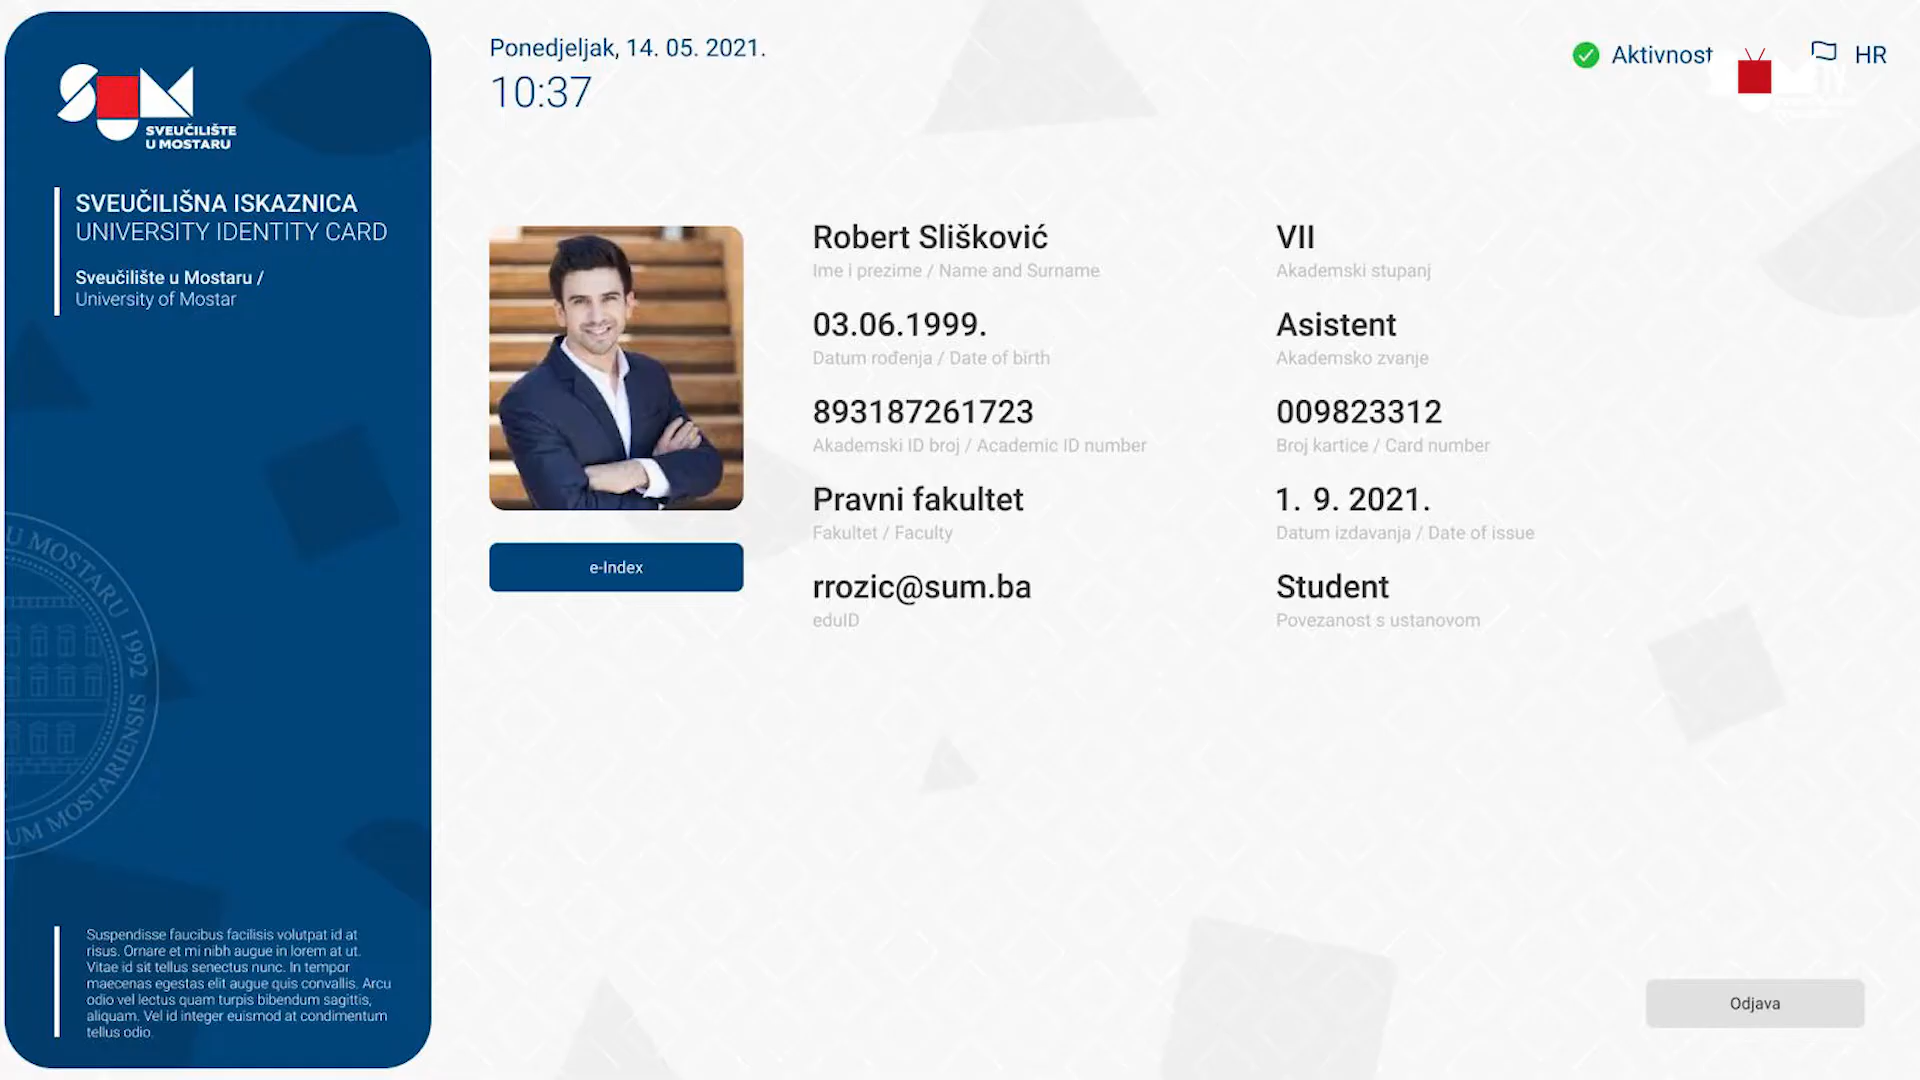 SUM
SVEUČILIŠTE
U MOSTARU
SVEUČILIŠNA ISKAZNICA
UNIVERSITY IDENTITY CARD
Sveučilište u Mostaru /
University of Mostar
U MOSTARU 1992
UM MOSTARIENSIS
Suspendisse faucibus facilisis volutpat id at
risus. Ornare et mi nibh augue in lorem at ut.
Vitae id sit tellus senectus nunc. In tempor
maecenas egestas elit augue quis convallis. Arcu
odio vel lectus quam turpis bibendum sagittis,
aliquam. Vel id integer euismod at condimentum
tellus odio.
Ponedjeljak, 14. 05. 2021.
10:37
Aktivnost
HR
e-Index
Robert Slišković
Ime i prezime / Name and Surname
03.06.1999.
Datum rođenja / Date of birth
893187261723
Akademski ID broj / Academic ID number
Pravni fakultet
Fakultet / Faculty
rrozic@sum.ba
eduID
VII
Akademski stupanj
Asistent
Akademsko zvanje
009823312
Broj kartice / Card number
1. 9. 2021.
Datum izdavanja / Date of issue
Student
Povezanost s ustanovom
Odjava